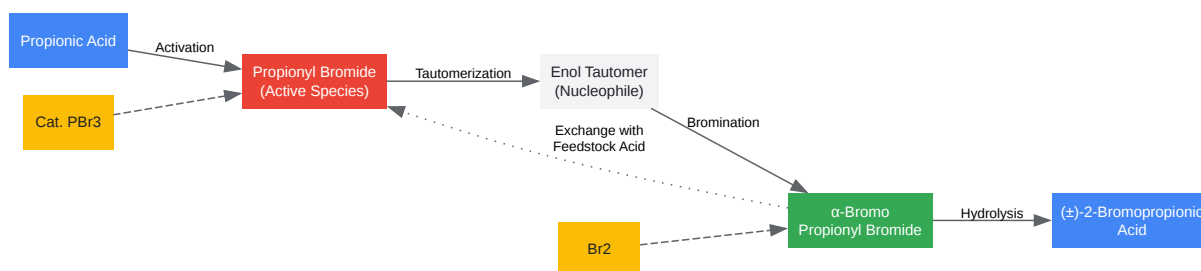 Propionic Acid
Activation
Cat. PBr3
Propionyl Bromide
(Active Species)
Tautomerization
Enol Tautomer
(Nucleophile)
Bromination
Exchange with
Feedstock Acid
Br2
α-Bromo
Propionyl Bromide
Hydrolysis
(±)-2-Bromopropionic
Acid